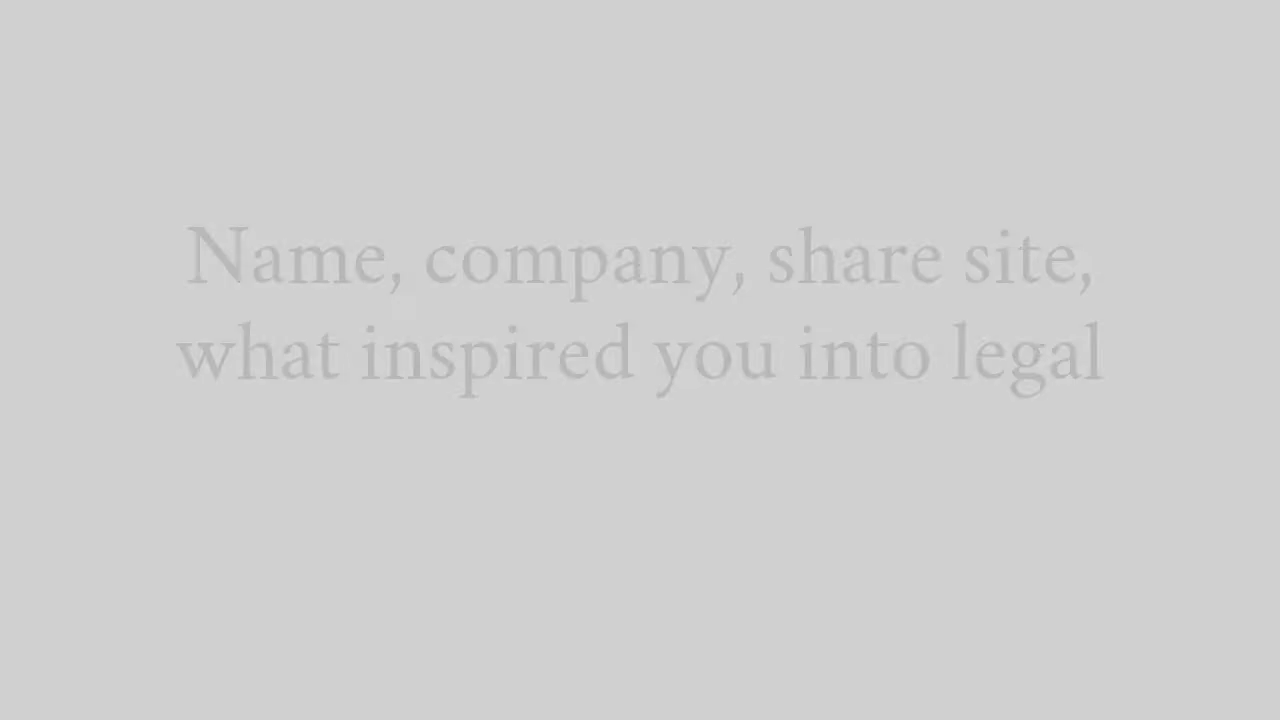 Name, company, share site,
what inspired you into legal